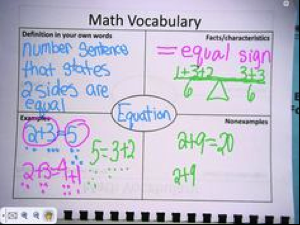 Math Vocabulary
Definition in your own words
number sentence
that states
2 sides are
equal
Facts/characteristics
= equal sign
1+3+2 3+3
6 6
Equation
Examples
2+3=5
2+3=4+1
5=3+2
Nonexamples
2+9=20
2+9